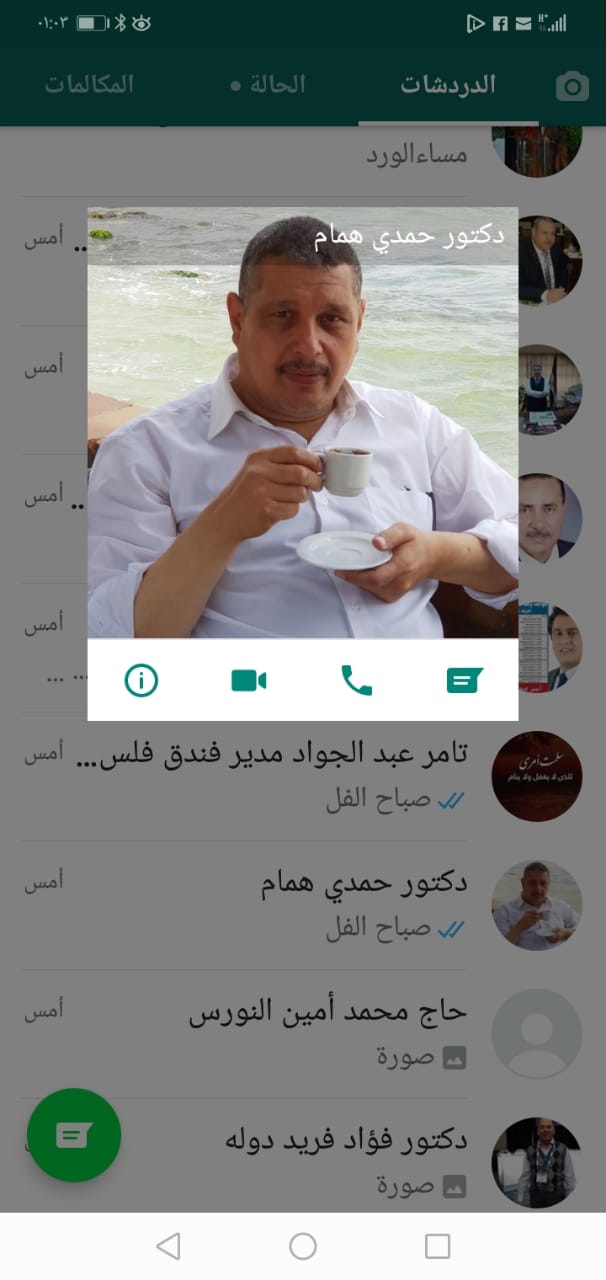 ٠١:٠٣
الدردشات
الحالة
المكالمات
مساءالورد
دكتور حمدي همام
أمس
أمس
أمس
أمس
تامر عبد الجواد مدير فندق فلس...
أمس
صباح الفل
دكتور حمدي همام
أمس
صباح الفل
حاج محمد أمين النورس
أمس
صورة
دكتور فؤاد فريد دوله
صورة